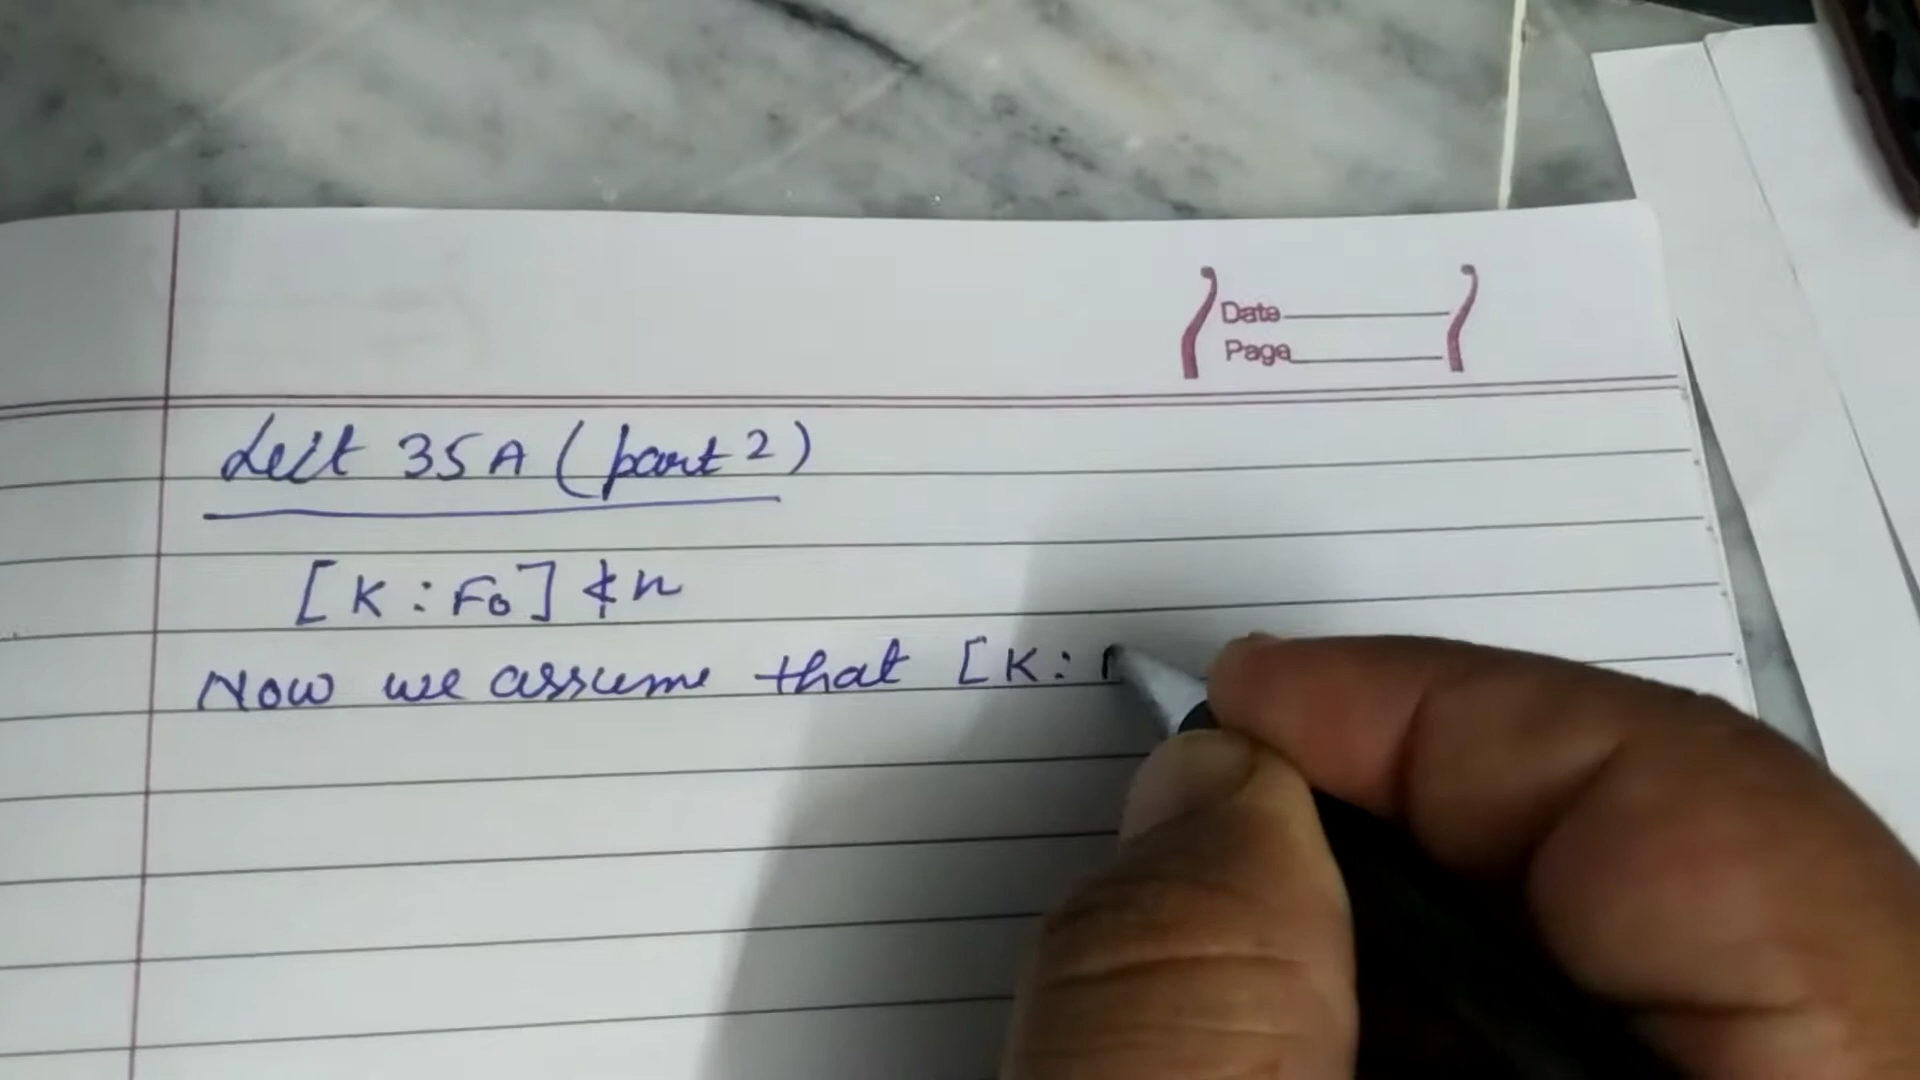 Date
Page
Lect 35A (part 2)
[K : F₀] ≮ n
Now we assume that [K :